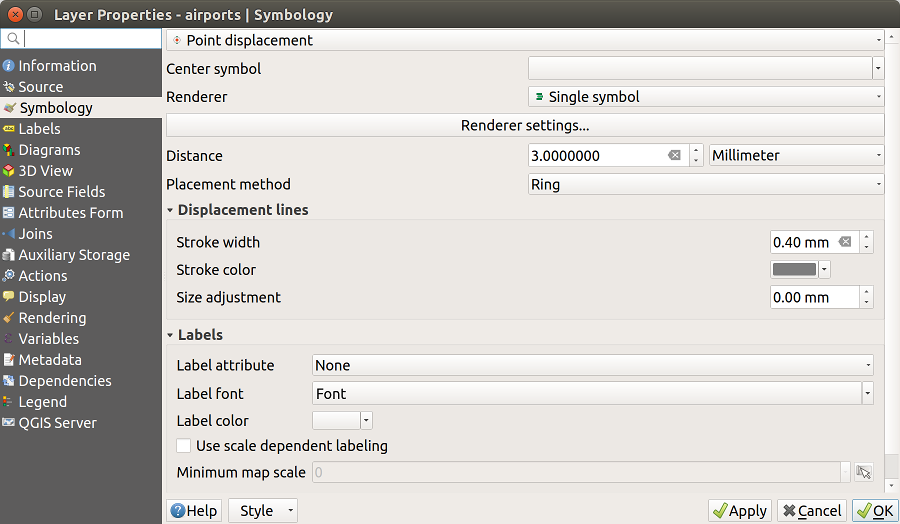 Layer Properties - airports | Symbology
Information
Source
Symbology
Labels
Diagrams
3D View
Source Fields
Attributes Form
Joins
Auxiliary Storage
Actions
Display
Rendering
Variables
Metadata
Dependencies
Legend
QGIS Server
Point displacement
Center symbol
Renderer Single symbol
Renderer settings...
Distance 3.0000000 Millimeter
Placement method Ring
Displacement lines
Stroke width 0.40 mm
Stroke color
Size adjustment 0.00 mm
Labels
Label attribute None
Label font Font
Label color
Use scale dependent labeling
Minimum map scale 0
Help Style Apply Cancel OK